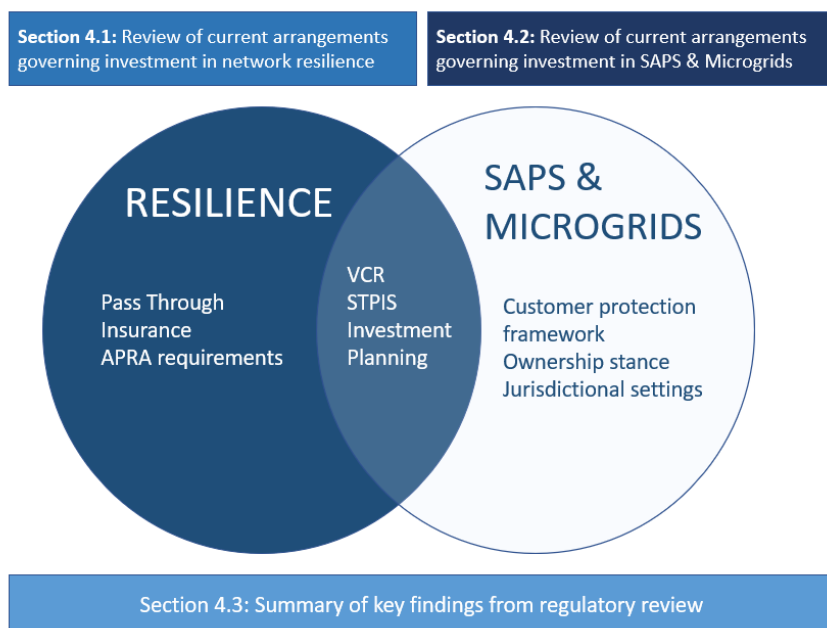 Section 4.1: Review of current arrangements
governing investment in network resilience
Section 4.2: Review of current arrangements
governing investment in SAPS & Microgrids
RESILIENCE
Pass Through
Insurance
APRA requirements
VCR
STPIS
Investment
Planning
SAPS &
MICROGRIDS
Customer protection
framework
Ownership stance
Jurisdictional settings
Section 4.3: Summary of key findings from regulatory review